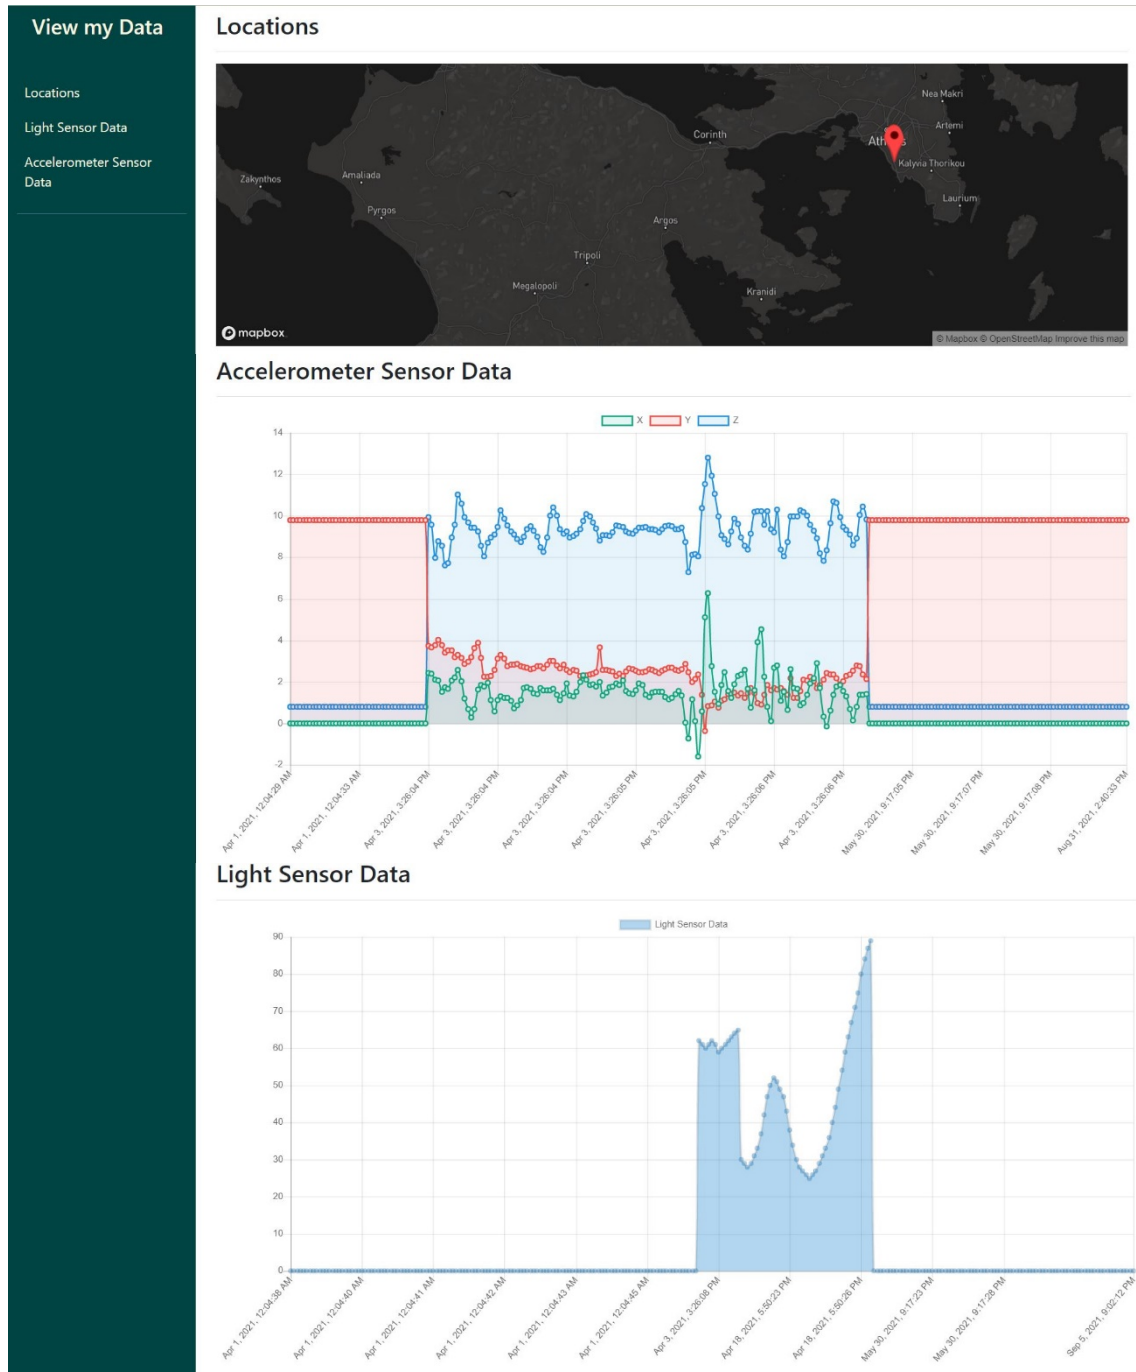 View my Data
Locations
Light Sensor Data
Accelerometer Sensor
Data
Locations
Nea Makri
Artemi
Corinth
Kalyvia Thorikou
Zakynthos
Amaliada
Laurium
Pyrgos
Argos
Tripoli
Megalopoli
Kranidi
mapbox
© Mapbox © OpenStreetMap Improve this map
Accelerometer Sensor Data
X Y Z
14
12
10
8
6
4
2
0
-2
Apr 1, 2021, 12:04:29 AM
Apr 1, 2021, 12:04:33 AM
Apr 3, 2021, 3:26:04 PM
Apr 3, 2021, 3:26:04 PM
Apr 3, 2021, 3:26:04 PM
Apr 3, 2021, 3:26:05 PM
Apr 3, 2021, 3:26:05 PM
Apr 3, 2021, 3:26:06 PM
Apr 3, 2021, 3:26:06 PM
May 30, 2021, 9:17:05 PM
May 30, 2021, 9:17:07 PM
May 30, 2021, 9:17:08 PM
Aug 31, 2021, 2:40:33 PM
Light Sensor Data
Light Sensor Data
90
80
70
60
50
40
30
20
10
0
Apr 1, 2021, 12:04:38 AM
Apr 1, 2021, 12:04:40 AM
Apr 1, 2021, 12:04:41 AM
Apr 1, 2021, 12:04:42 AM
Apr 1, 2021, 12:04:43 AM
Apr 1, 2021, 12:04:45 AM
Apr 3, 2021, 3:26:08 PM
Apr 18, 2021, 5:50:23 PM
Apr 18, 2021, 5:50:26 PM
May 30, 2021, 9:17:23 PM
May 30, 2021, 9:17:28 PM
Sep 5, 2021, 9:02:12 PM